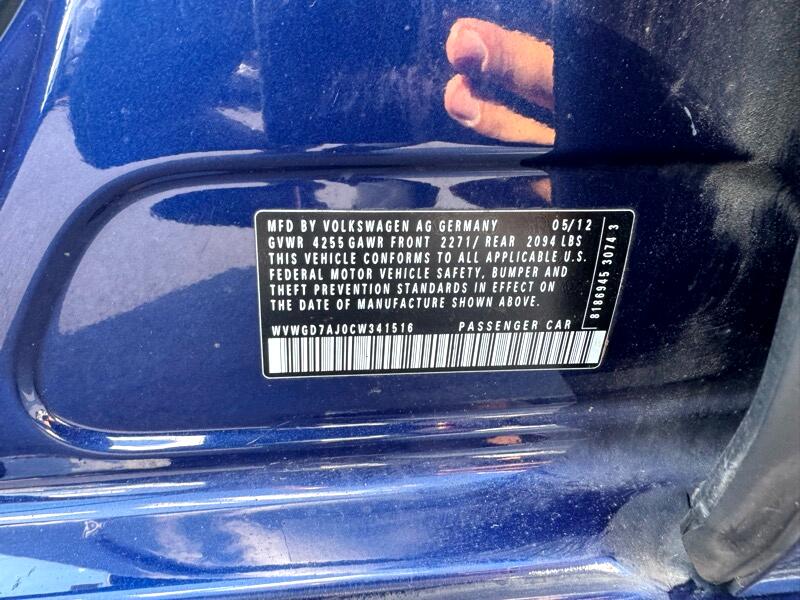 MFD BY VOLKSWAGEN AG GERMANY 05/12
GVWR 4255 GAWR FRONT 2271/ REAR 2094 LBS
THIS VEHICLE CONFORMS TO ALL APPLICABLE U.S.
FEDERAL MOTOR VEHICLE SAFETY, BUMPER AND
THEFT PREVENTION STANDARDS IN EFFECT ON
THE DATE OF MANUFACTURE SHOWN ABOVE.
WVWGD7AJ0CW341516 PASSENGER CAR
8186945 3074 3